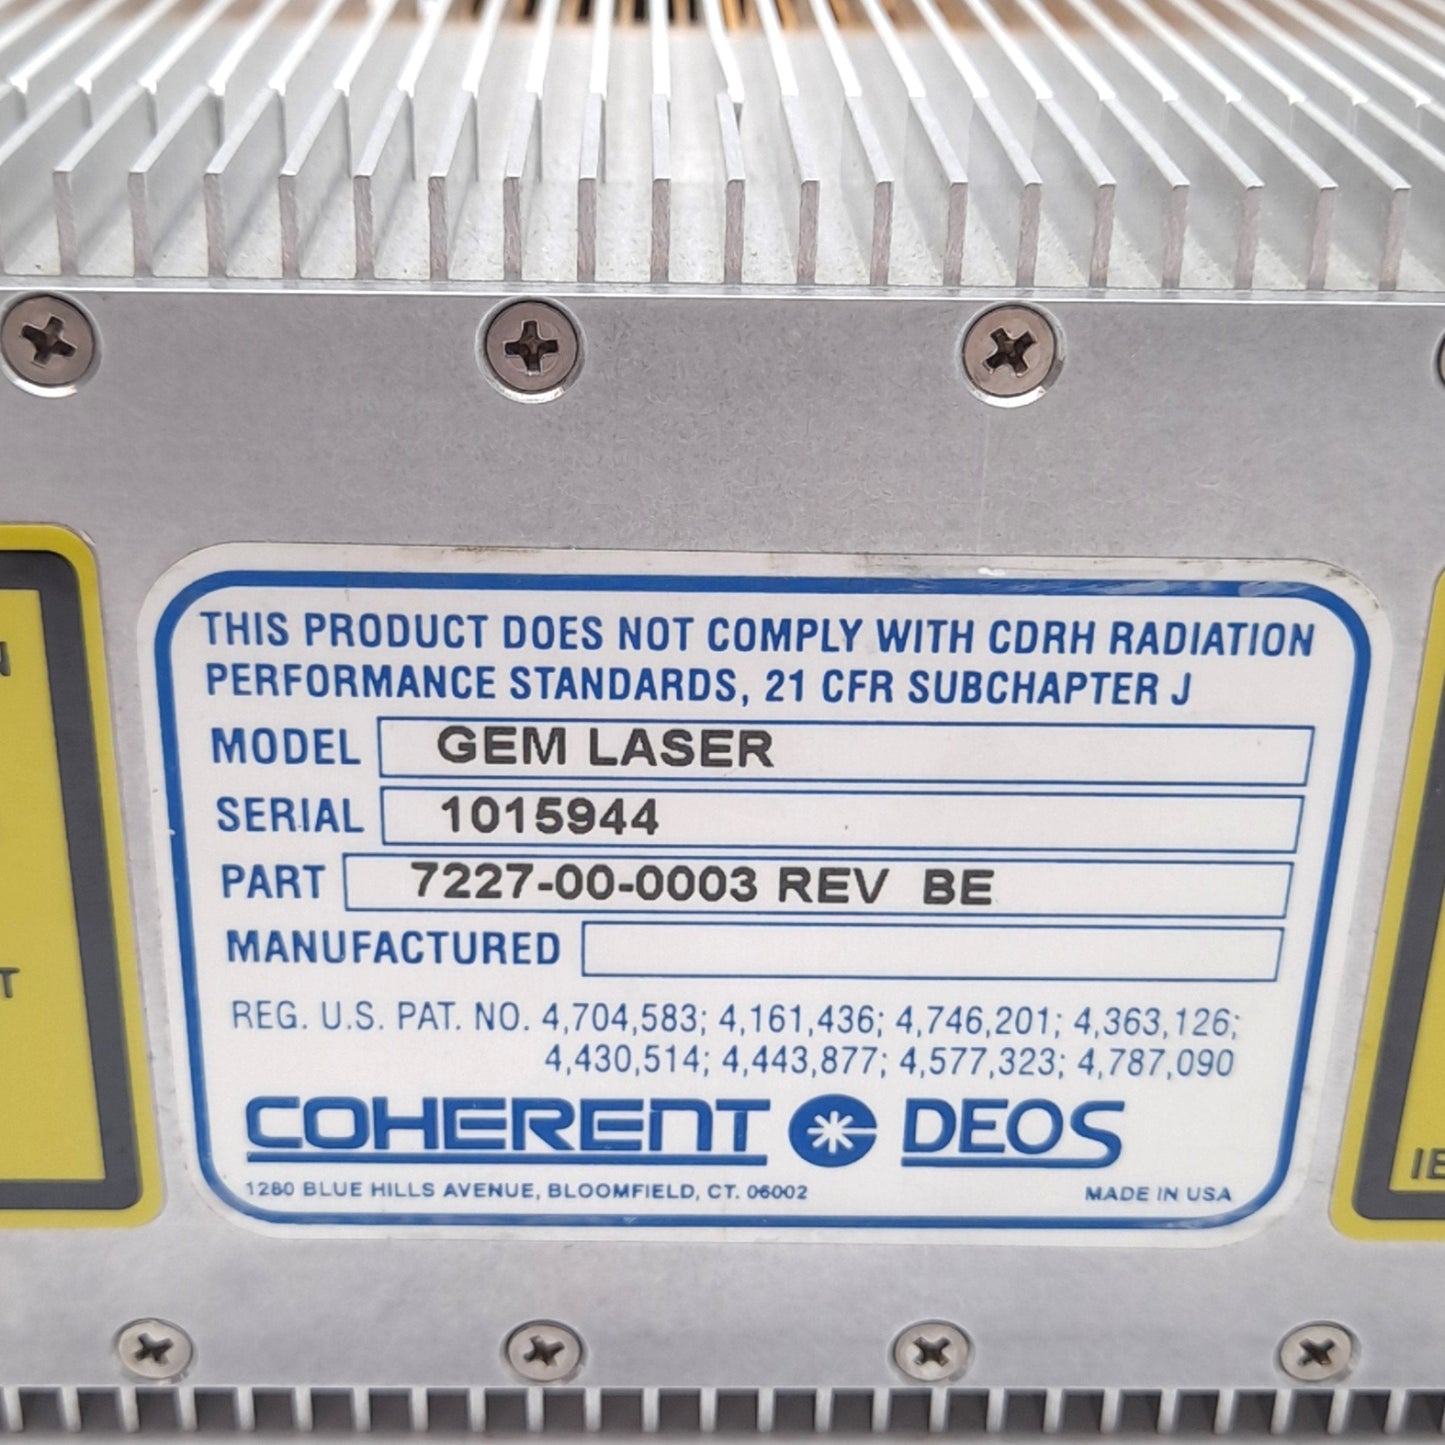 THIS PRODUCT DOES NOT COMPLY WITH CDRH RADIATION
PERFORMANCE STANDARDS, 21 CFR SUBCHAPTER J
MODEL GEM LASER
SERIAL 1015944
PART 7227-00-0003 REV BE
MANUFACTURED
REG. U.S. PAT. NO. 4,704,583; 4,161,436; 4,746,201; 4,363,126;
4,430,514; 4,443,877; 4,577,323; 4,787,090
COHERENT DEOS
1280 BLUE HILLS AVENUE, BLOOMFIELD, CT. 06002 MADE IN USA